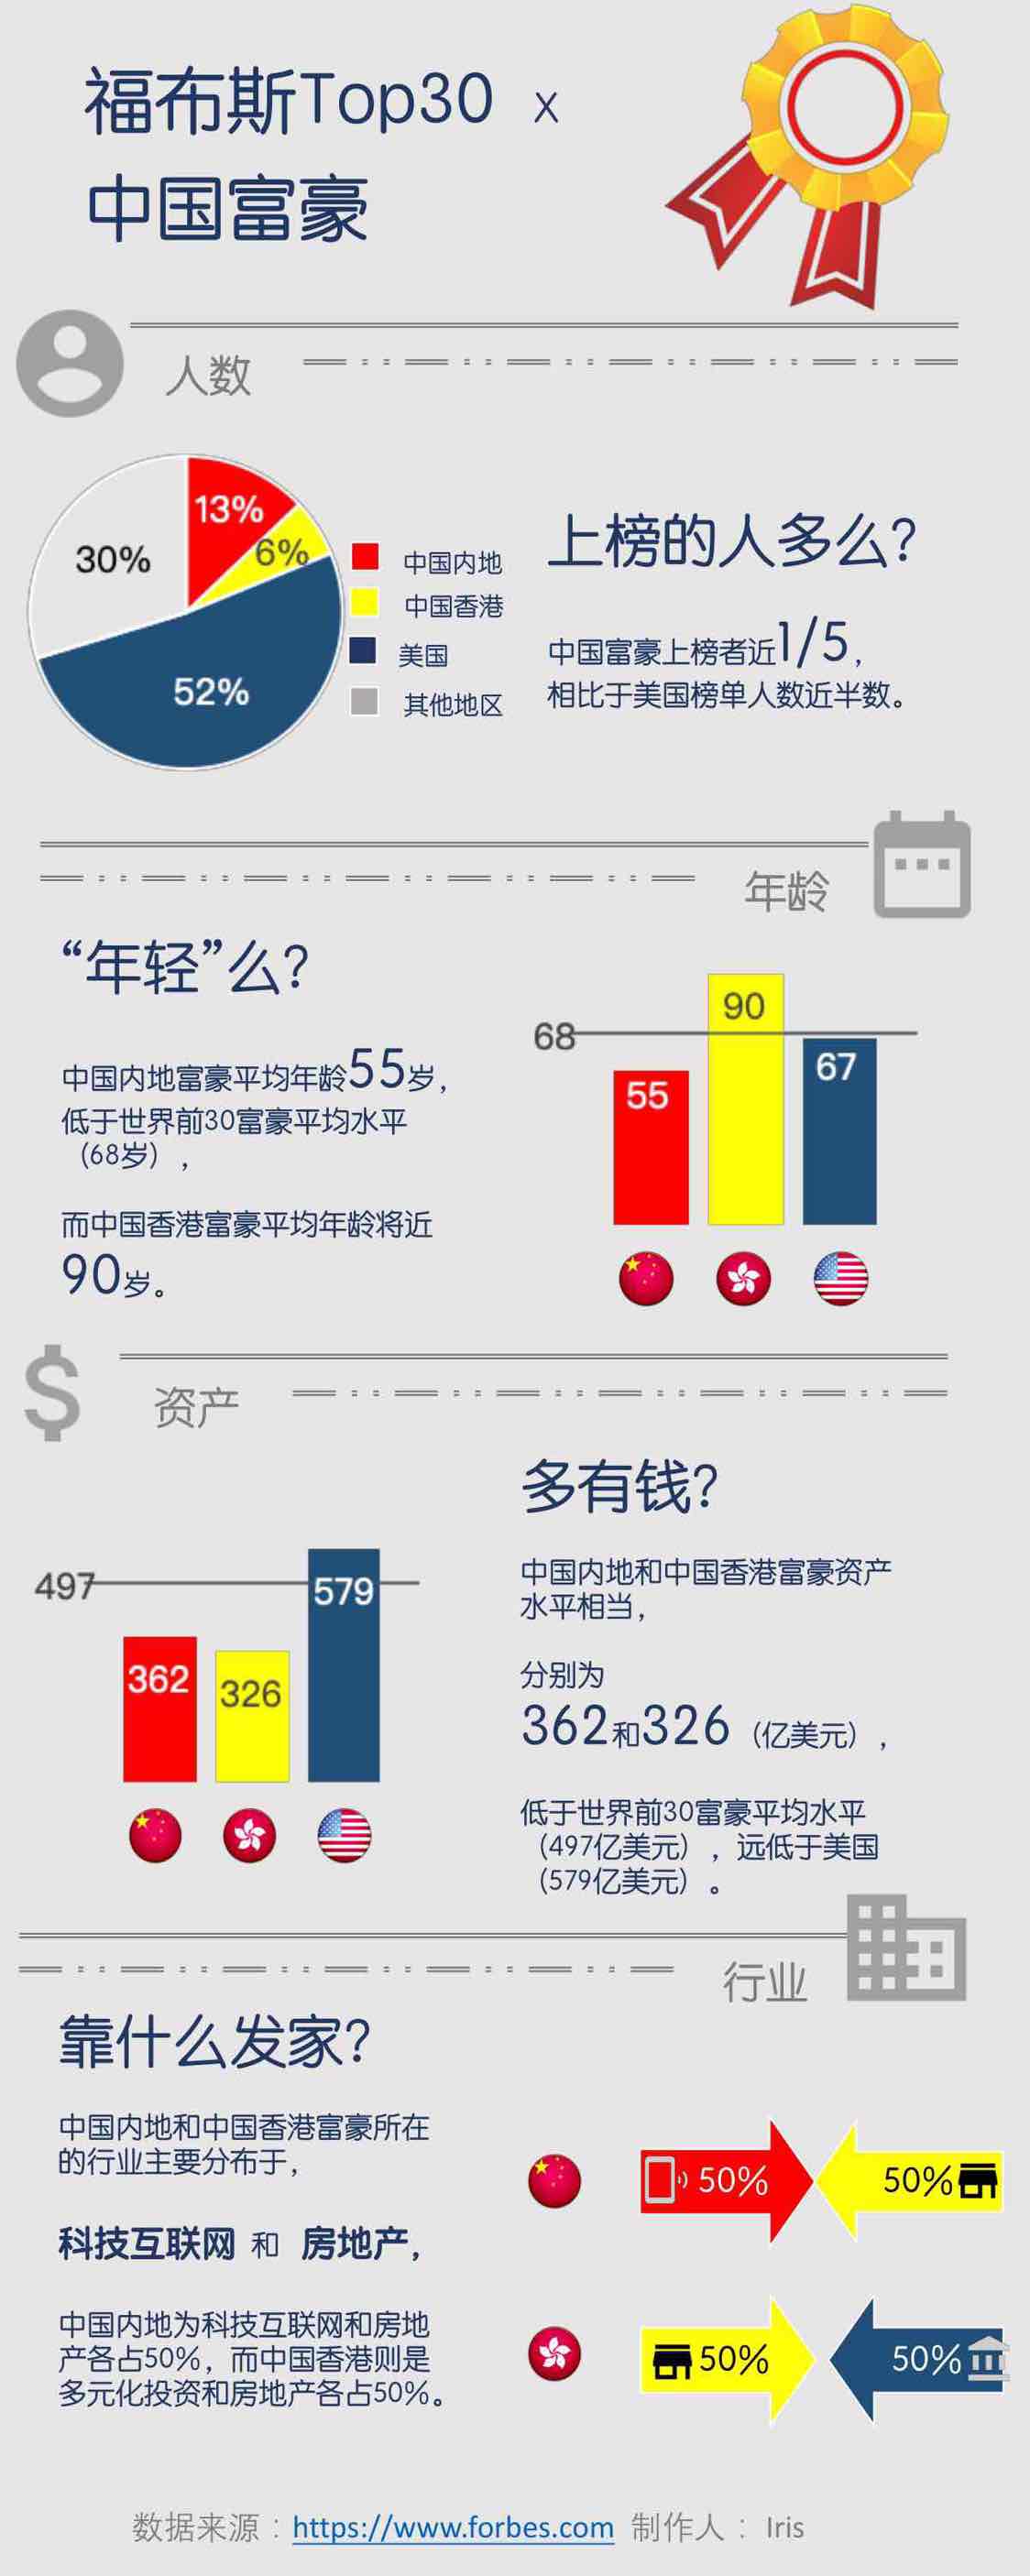 福布斯Top30 x
中国富豪
人数
13%
6%
30%
52%
中国内地
中国香港
美国
其他地区
上榜的人多么？
中国富豪上榜者近1/5，
相比于美国榜单人数近半数。
年龄
“年轻”么？
中国内地富豪平均年龄55岁，
低于世界前30富豪平均水平
（68岁），
而中国香港富豪平均年龄将近
90岁。
68
55
90
67
资产
497
362
326
579
多有钱？
中国内地和中国香港富豪资产
水平相当，
分别为
362和326（亿美元），
低于世界前30富豪平均水平
（497亿美元），远低于美国
（579亿美元）。
行业
靠什么发家？
中国内地和中国香港富豪所在
的行业主要分布于，
科技互联网 和 房地产，
中国内地为科技互联网和房地
产各占50%，而中国香港则是
多元化投资和房地产各占50%。
50%
50%
50%
50%
数据来源：https://www.forbes.com 制作人：Iris